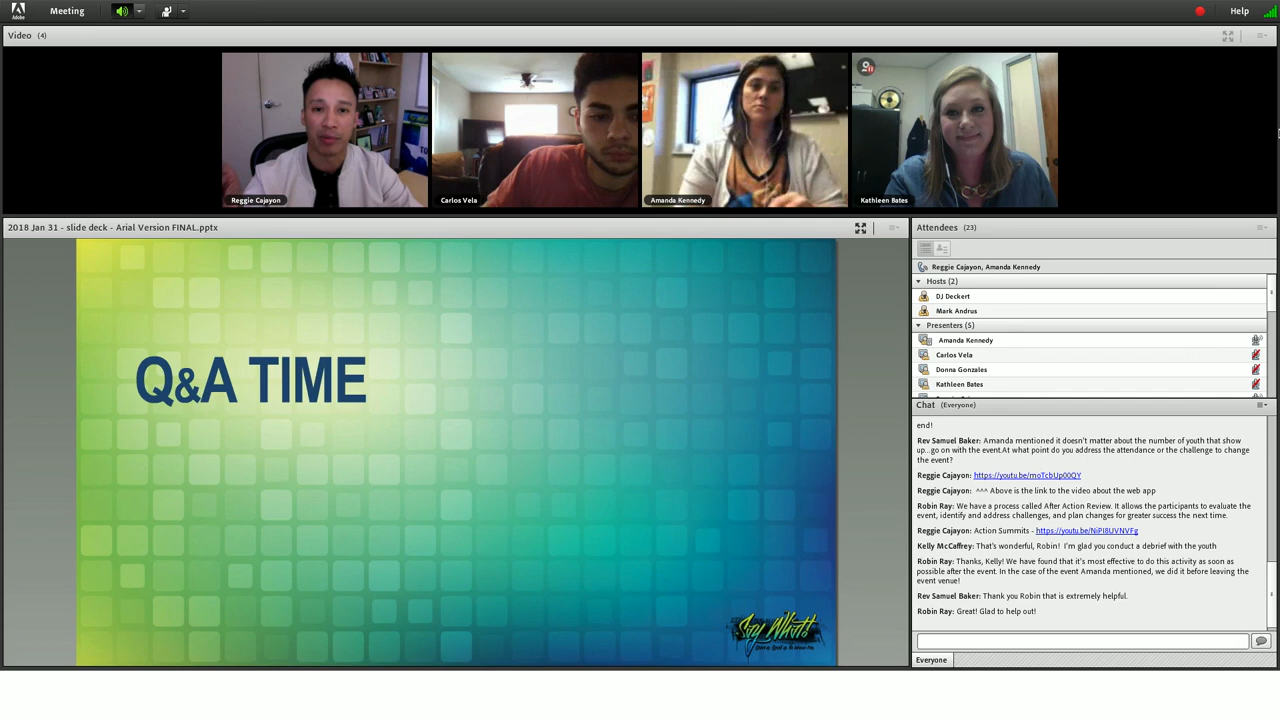 Adobe
Meeting
Help
Video (4)
Reggie Cajayon
Carlos Vela
Amanda Kennedy
Kathleen Bates
2018 Jan 31 - slide deck - Arial Version FINAL.pptx
Q&A TIME
Say What!
Attendees (23)
Reggie Cajayon, Amanda Kennedy
Hosts (2)
DJ Deckert
Mark Andrus
Presenters (5)
Amanda Kennedy
Carlos Vela
Donna Gonzales
Kathleen Bates
Chat (Everyone)
end!
Rev Samuel Baker: Amanda mentioned it doesn't matter about the number of youth that show
up...go on with the event.At what point do you address the attendance or the challenge to change
the event?
Reggie Cajayon: https://youtu.be/moTcbUp00QY
Reggie Cajayon: ^^^ Above is the link to the video about the web app
Robin Ray: We have a process called After Action Review. It allows the participants to evaluate the
event, identify and address challenges, and plan changes for greater success the next time.
Reggie Cajayon: Action Summits - https://youtu.be/NiPI8UVNVFg
Kelly McCaffrey: That's wonderful, Robin! I'm glad you conduct a debrief with the youth
Robin Ray: Thanks, Kelly! We have found that it's most effective to do this activity as soon as
possible after the event. In the case of the event Amanda mentioned, we did it before leaving the
event venue!
Rev Samuel Baker: Thank you Robin that is extremely helpful.
Robin Ray: Great! Glad to help out!
Everyone